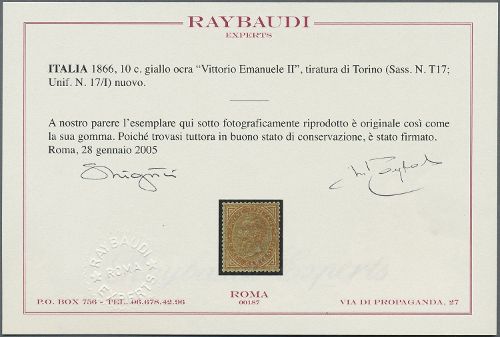 RAYBAUDI
EXPERTS
ITALIA 1866, 10 c. giallo ocra “Vittorio Emanuele II”, tiratura di Torino (Sass. N. T17;
Unif. N. 17/I) nuovo.
A nostro parere l'esemplare qui sotto fotograficamente riprodotto è originale così come
la sua gomma. Poiché trovasi tuttora in buono stato di conservazione, è stato firmato.
Roma, 28 gennaio 2005
RAYBAUDI
ROMA
EXPERTS
P.O. BOX 756 - TEL. 06.678.42.96
ROMA
00187
VIA DI PROPAGANDA, 27